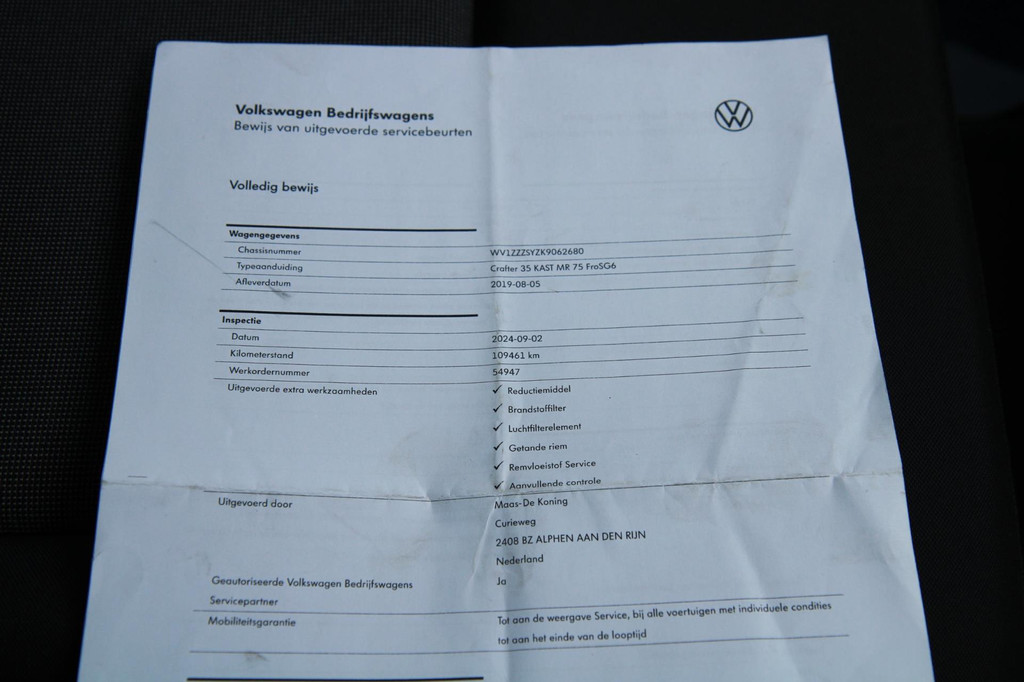 Volkswagen Bedrijfswagens
Bewijs van uitgevoerde servicebeurten
Volledig bewijs
Wagengegevens
Chassisnummer WV1ZZZSYZK9062680
Typeaanduiding Crafter 35 KAST MR 75 FroSG6
Afleverdatum 2019-08-05
Inspectie
Datum 2024-09-02
Kilometerstand 109461 km
Werkordernummer 54947
Uitgevoerde extra werkzaamheden ✓ Reductiemiddel
✓ Brandstoffilter
✓ Luchtfilterelement
✓ Getande riem
✓ Remvloeistof Service
✓ Aanvullende controle
Uitgevoerd door Maas-De Koning
Curieweg
2408 BZ ALPHEN AAN DEN RIJN
Nederland
Geautoriseerde Volkswagen Bedrijfswagens Ja
Servicepartner
Mobiliteitsgarantie Tot aan de weergave Service, bij alle voertuigen met individuele condities
tot aan het einde van de looptijd